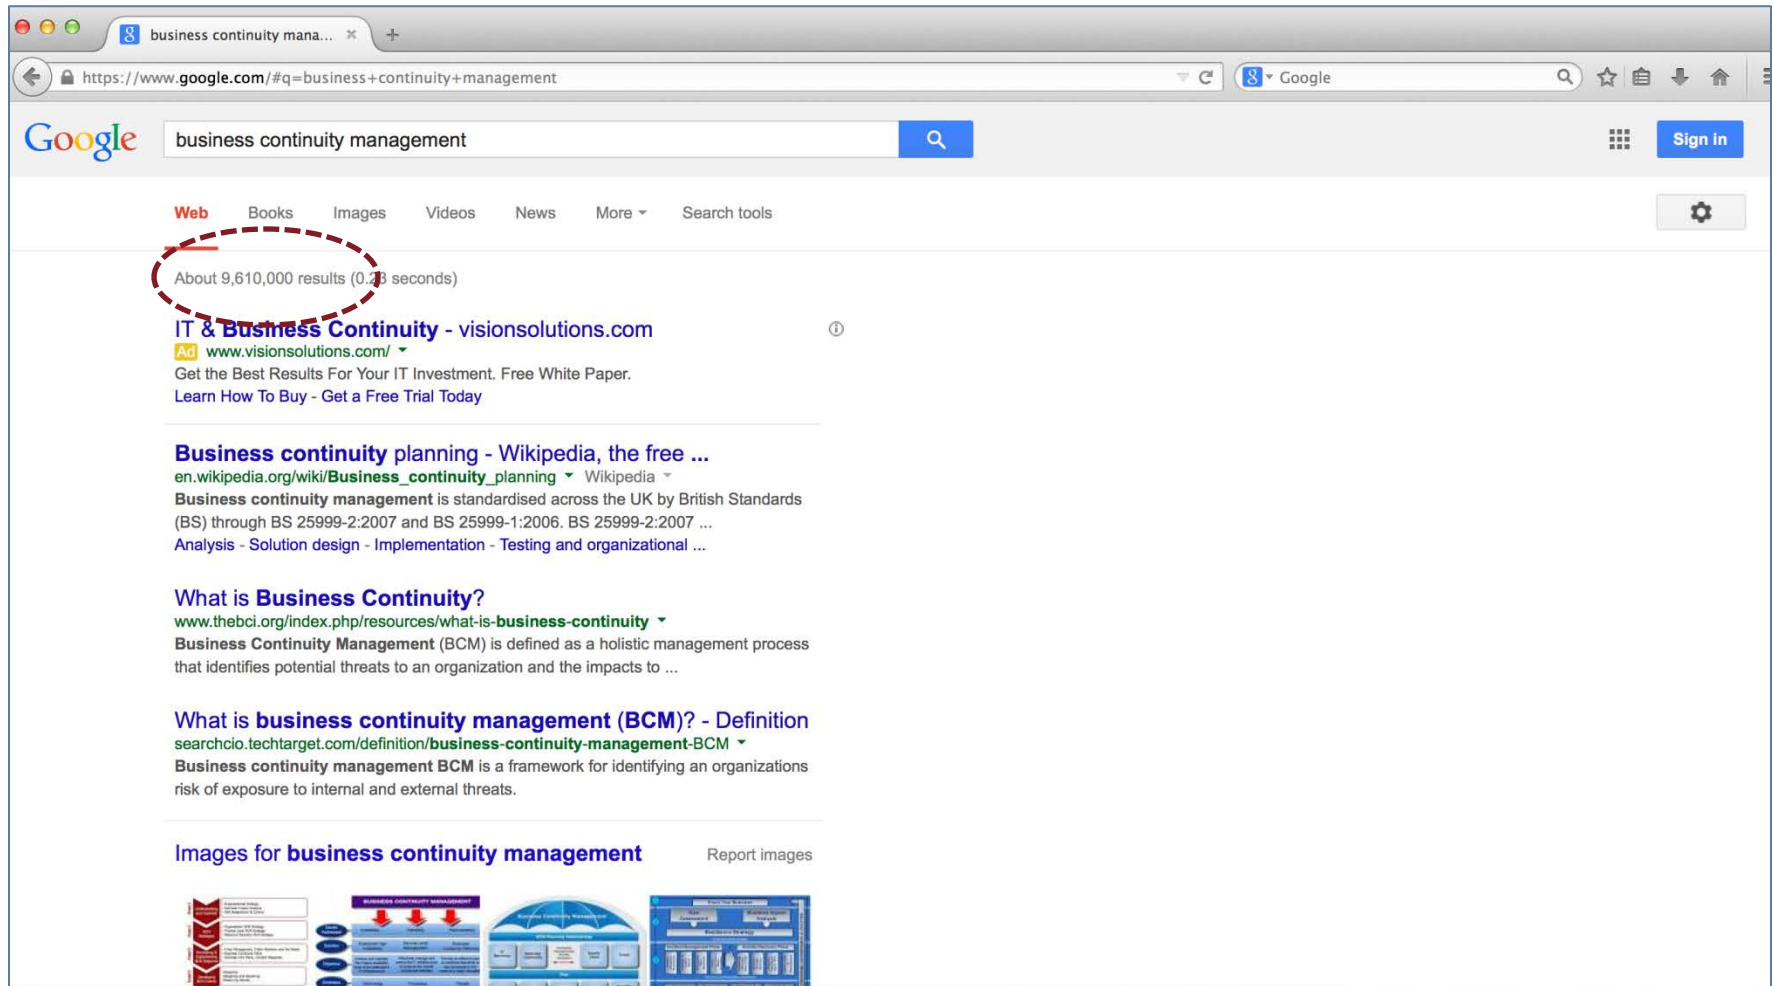 business continuity mana...
https://www.google.com/#q=business+continuity+management
Google
Google
business continuity management
Sign in
Web Books Images Videos News More Search tools
About 9,610,000 results (0.23 seconds)
IT & Business Continuity - visionsolutions.com
Ad www.visionsolutions.com/
Get the Best Results For Your IT Investment. Free White Paper.
Learn How To Buy - Get a Free Trial Today
Business continuity planning - Wikipedia, the free ...
en.wikipedia.org/wiki/Business_continuity_planning Wikipedia
Business continuity management is standardised across the UK by British Standards
(BS) through BS 25999-2:2007 and BS 25999-1:2006. BS 25999-2:2007 ...
Analysis - Solution design - Implementation - Testing and organizational ...
What is Business Continuity?
www.thebci.org/index.php/resources/what-is-business-continuity
Business Continuity Management (BCM) is defined as a holistic management process
that identifies potential threats to an organization and the impacts to ...
What is business continuity management (BCM)? - Definition
searchcio.techtarget.com/definition/business-continuity-management-BCM
Business continuity management BCM is a framework for identifying an organizations
risk of exposure to internal and external threats.
Images for business continuity management Report images
BUSINESS CONTINUITY MANAGEMENT
Business Continuity Management